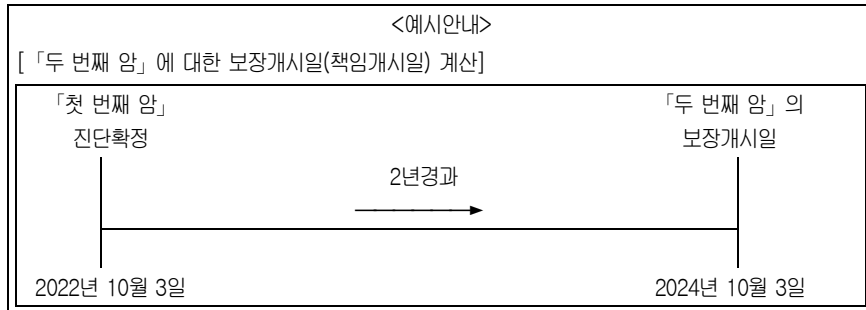 <예시안내>
[「두 번째 암」에 대한 보장개시일(책임개시일) 계산]
「첫 번째 암」 「두 번째 암」의
진단확정 보장개시일
2년경과
2022년 10월 3일 2024년 10월 3일